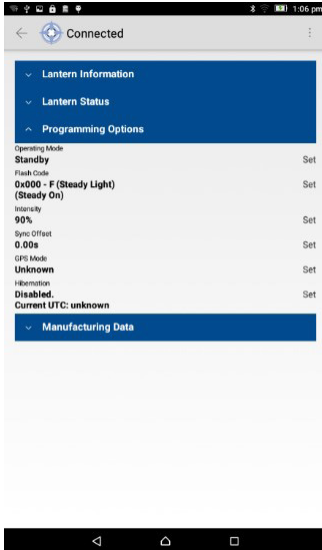 1:06 pm
Connected
Lantern Information
Lantern Status
Programming Options
Operating Mode
Standby Set
Flash Code
0x000 - F (Steady Light) Set
(Steady On)
Intensity
90% Set
Sync Offset
0.00s Set
GPS Mode
Unknown Set
Hibernation
Disabled. Set
Current UTC: unknown
Manufacturing Data